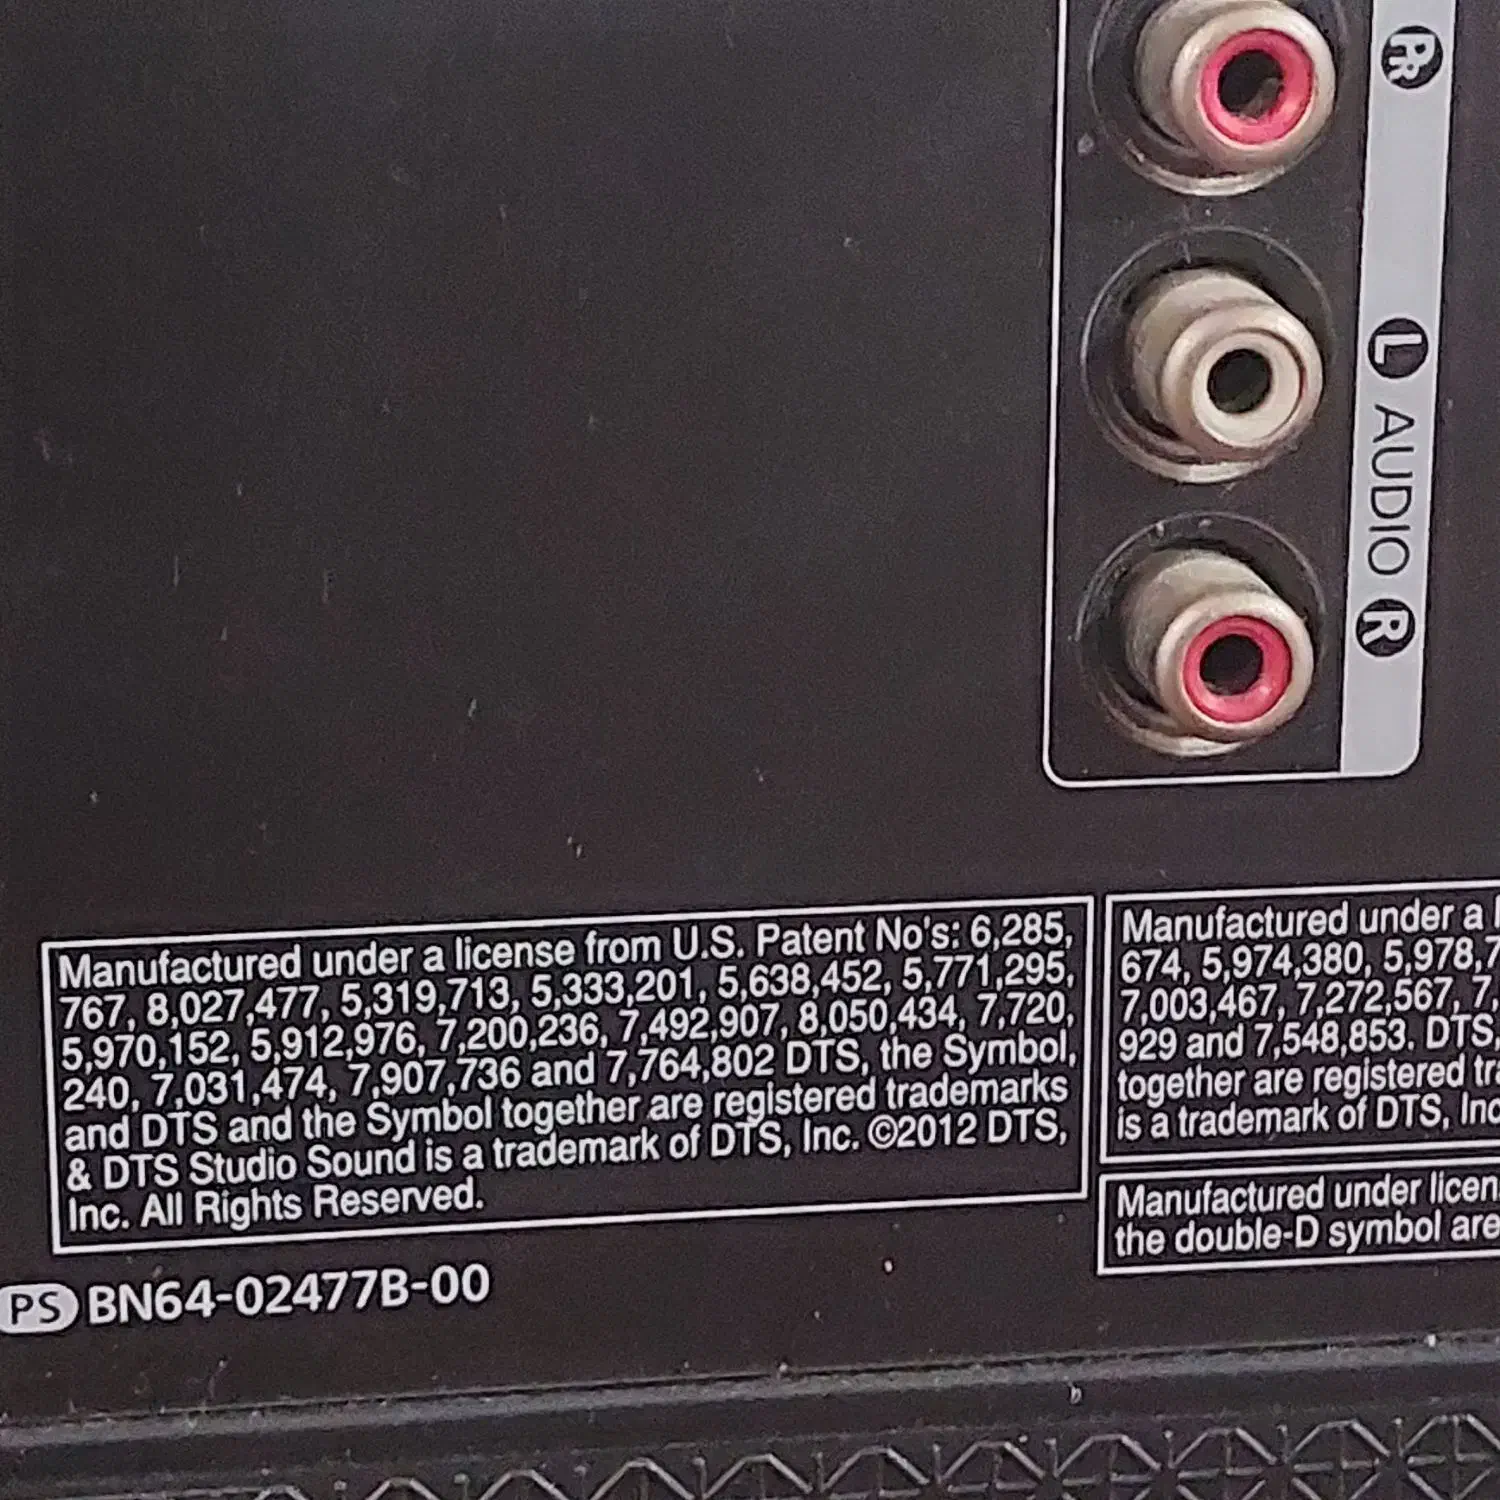 PR
L AUDIO R
Manufactured under a license from U.S. Patent No's: 6,285,
767, 8,027,477, 5,319,713, 5,333,201, 5,638,452, 5,771,295,
5,970,152, 5,912,976, 7,200,236, 7,492,907, 8,050,434, 7,720,
240, 7,031,474, 7,907,736 and 7,764,802 DTS, the Symbol,
and DTS and the Symbol together are registered trademarks
& DTS Studio Sound is a trademark of DTS, Inc. ©2012 DTS,
Inc. All Rights Reserved.
Manufactured under a
674, 5,974,380, 5,978,7
7,003,467, 7,272,567, 7,
929 and 7,548,853. DTS,
together are registered tra
is a trademark of DTS, Inc
Manufactured under licen
the double-D symbol are
PS BN64-02477B-00